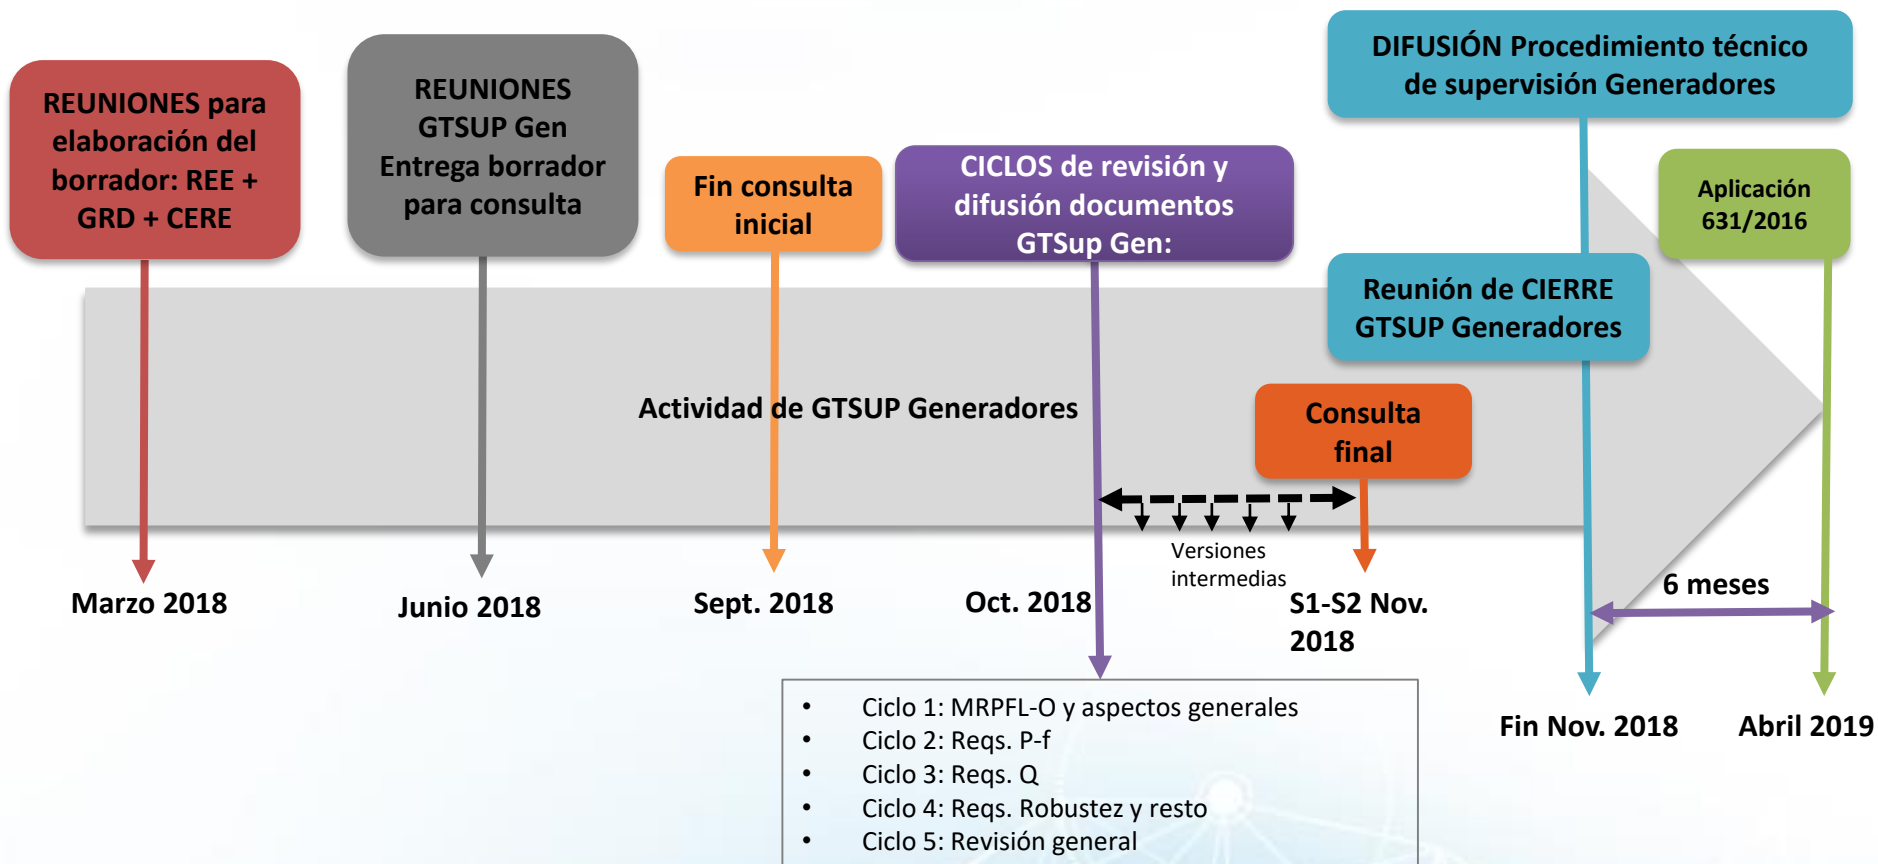 REUNIONES para
elaboración del
borrador: REE +
GRD + CERE
REUNIONES
GTSUP Gen
Entrega borrador
para consulta
Fin consulta
inicial
CICLOS de revisión y
difusión documentos
GTSup Gen:
DIFUSIÓN Procedimiento técnico
de supervisión Generadores
Aplicación
631/2016
Reunión de CIERRE
GTSUP Generadores
Actividad de GTSUP Generadores
Consulta
final
Versiones
intermedias
6 meses
Marzo 2018
Junio 2018
Sept. 2018
Oct. 2018
S1-S2 Nov.
2018
Fin Nov. 2018
Abril 2019
• Ciclo 1: MRPFL-O y aspectos generales
• Ciclo 2: Reqs. P-f
• Ciclo 3: Reqs. Q
• Ciclo 4: Reqs. Robustez y resto
• Ciclo 5: Revisión general